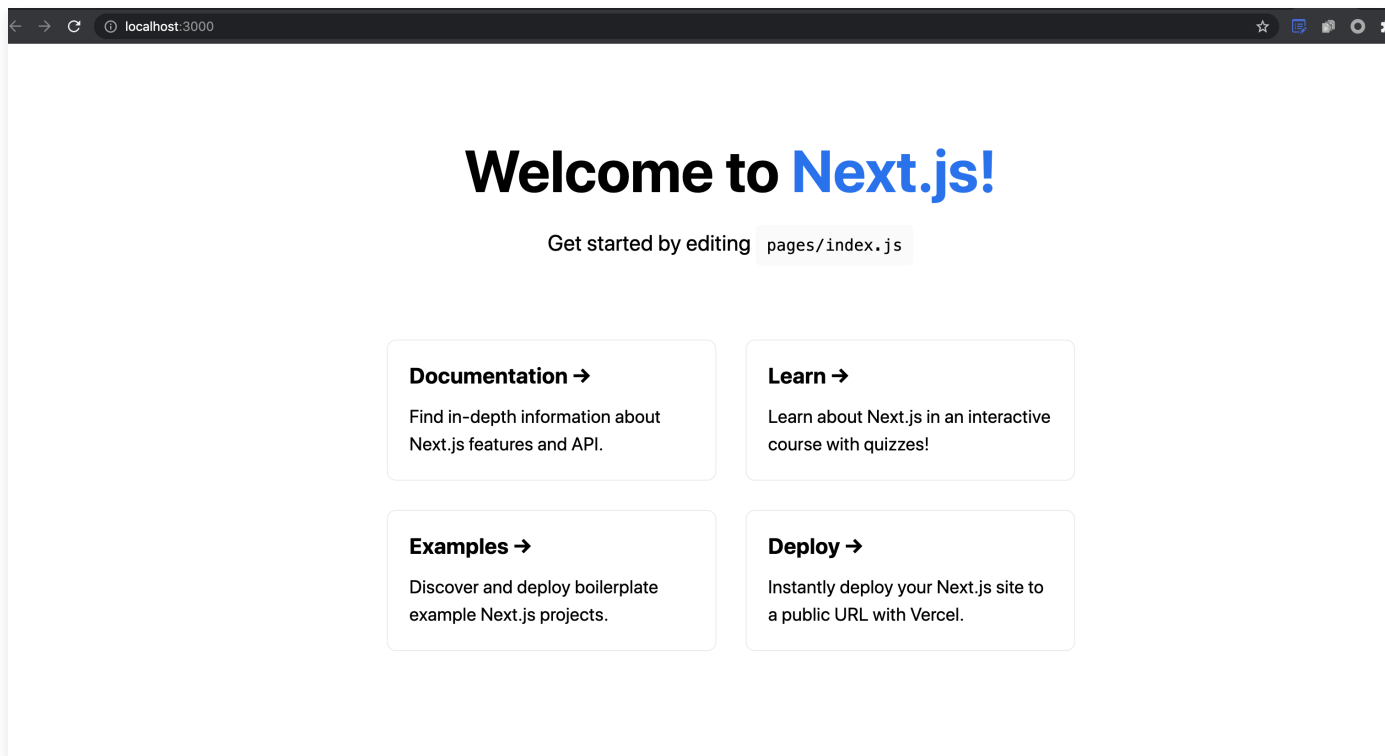 localhost:3000
Welcome to Next.js!
Get started by editing pages/index.js
Documentation →
Find in-depth information about
Next.js features and API.
Learn →
Learn about Next.js in an interactive
course with quizzes!
Examples →
Discover and deploy boilerplate
example Next.js projects.
Deploy →
Instantly deploy your Next.js site to
a public URL with Vercel.